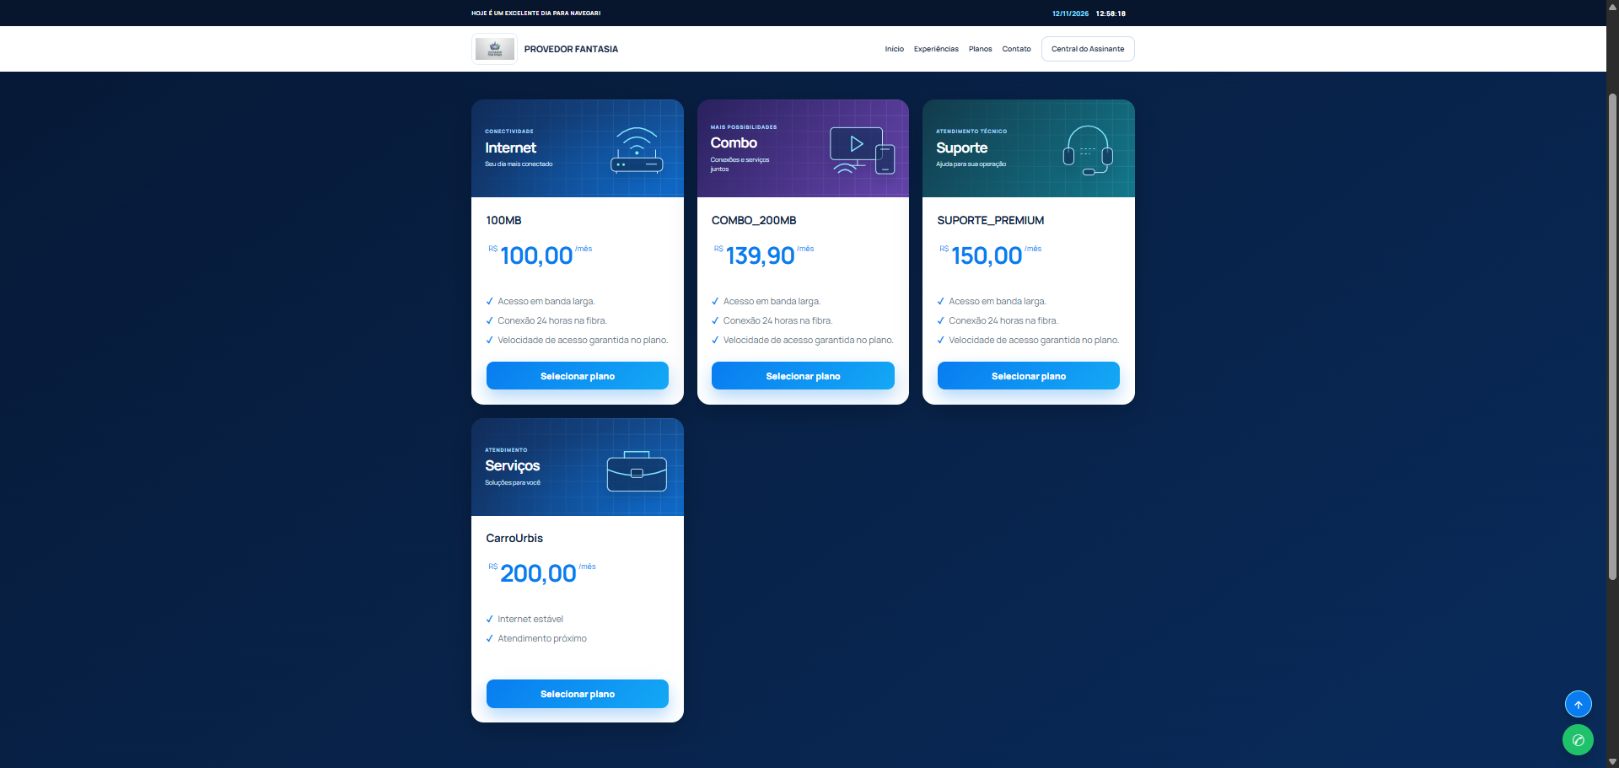 HOJE É UM EXCELENTE DIA PARA NAVEGAR!
12/11/2026 12:58:18
PROVEDOR FANTASIA
Início Experiências Planos Contato Central do Assinante
CONECTIVIDADE
Internet
Seu dia mais conectado
MAIS POSSIBILIDADES
Combo
Conexões e serviços
juntos
ATENDIMENTO TÉCNICO
Suporte
Ajuda para sua operação
100MB
R$ 100,00 /mês
✓ Acesso em banda larga.
✓ Conexão 24 horas na fibra.
✓ Velocidade de acesso garantida no plano.
Selecionar plano
COMBO_200MB
R$ 139,90 /mês
✓ Acesso em banda larga.
✓ Conexão 24 horas na fibra.
✓ Velocidade de acesso garantida no plano.
Selecionar plano
SUPORTE_PREMIUM
R$ 150,00 /mês
✓ Acesso em banda larga.
✓ Conexão 24 horas na fibra.
✓ Velocidade de acesso garantida no plano.
Selecionar plano
ATENDIMENTO
Serviços
Soluções para você
CarroUrbis
R$ 200,00 /mês
✓ Internet estável
✓ Atendimento próximo
Selecionar plano